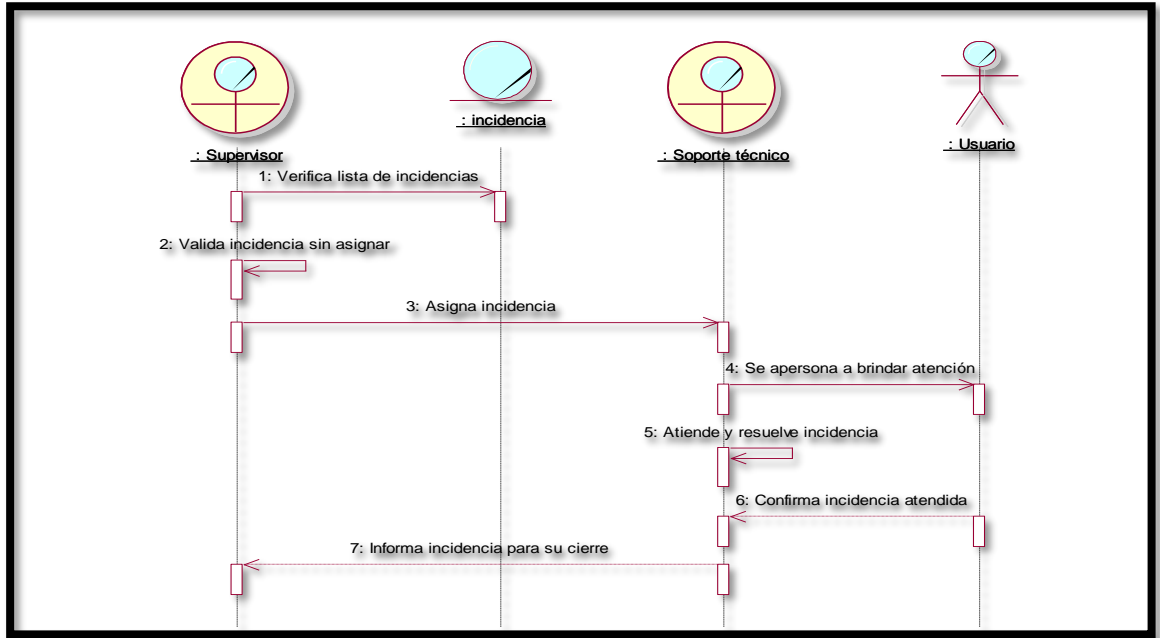 : Supervisor
: incidencia
: Soporte técnico
: Usuario
1: Verifica lista de incidencias
2: Valida incidencia sin asignar
3: Asigna incidencia
4: Se apersona a brindar atención
5: Atiende y resuelve incidencia
6: Confirma incidencia atendida
7: Informa incidencia para su cierre